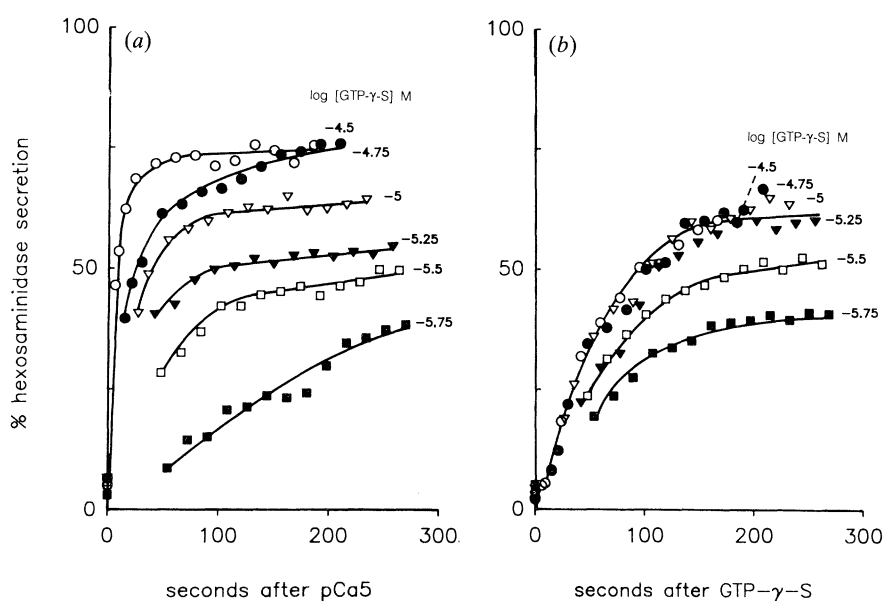 (a)
log [GTP-γ-S] M
-4.5
-4.75
-5
-5.25
-5.5
-5.75
100
50
0
% hexosaminidase secretion
0 100 200 300
seconds after pCa5
(b)
log [GTP-γ-S] M
-4.5
-4.75
-5
-5.25
-5.5
-5.75
100
50
0
0 100 200 300
seconds after GTP-γ-S